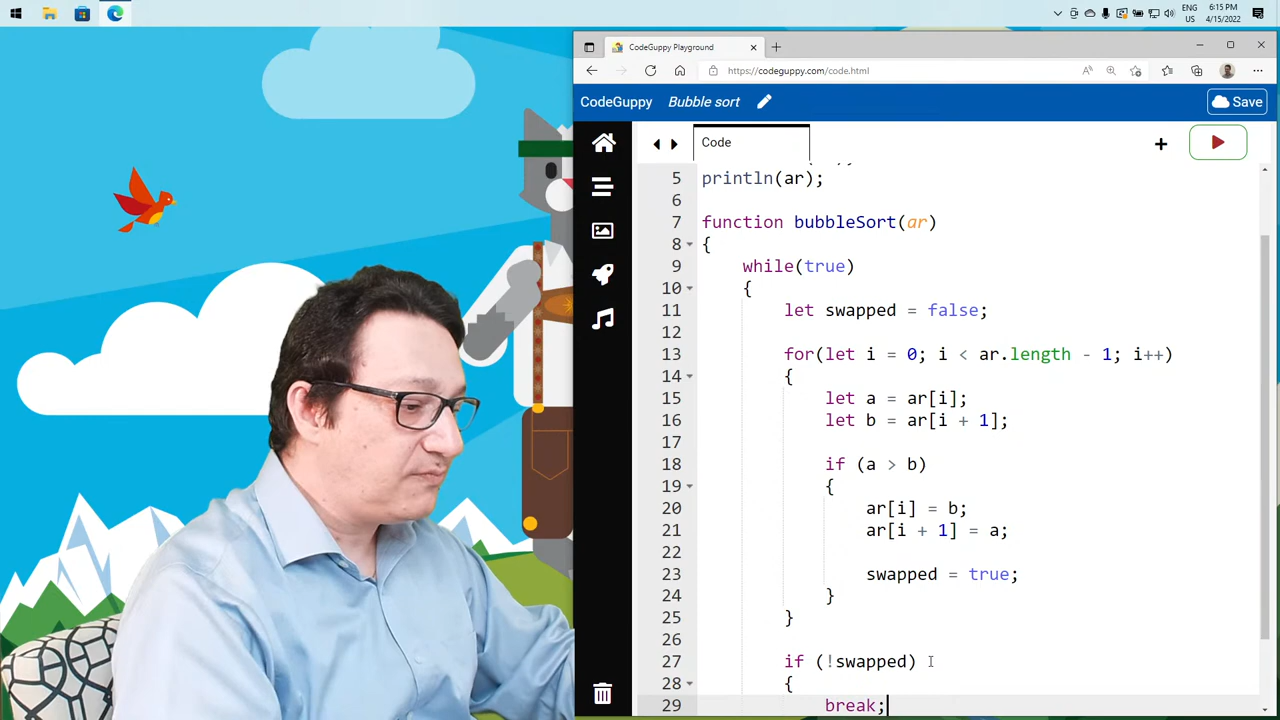 ENG
US
6:15 PM
4/15/2022
CodeGuppy Playground
https://codeguppy.com/code.html
CodeGuppy Bubble sort Save
Code
5 println(ar);
6
7 function bubbleSort(ar)
8 {
9 while(true)
10 {
11 let swapped = false;
12
13 for(let i = 0; i < ar.length - 1; i++)
14 {
15 let a = ar[i];
16 let b = ar[i + 1];
17
18 if (a > b)
19 {
20 ar[i] = b;
21 ar[i + 1] = a;
22
23 swapped = true;
24 }
25 }
26
27 if (!swapped)
28 {
29 break;